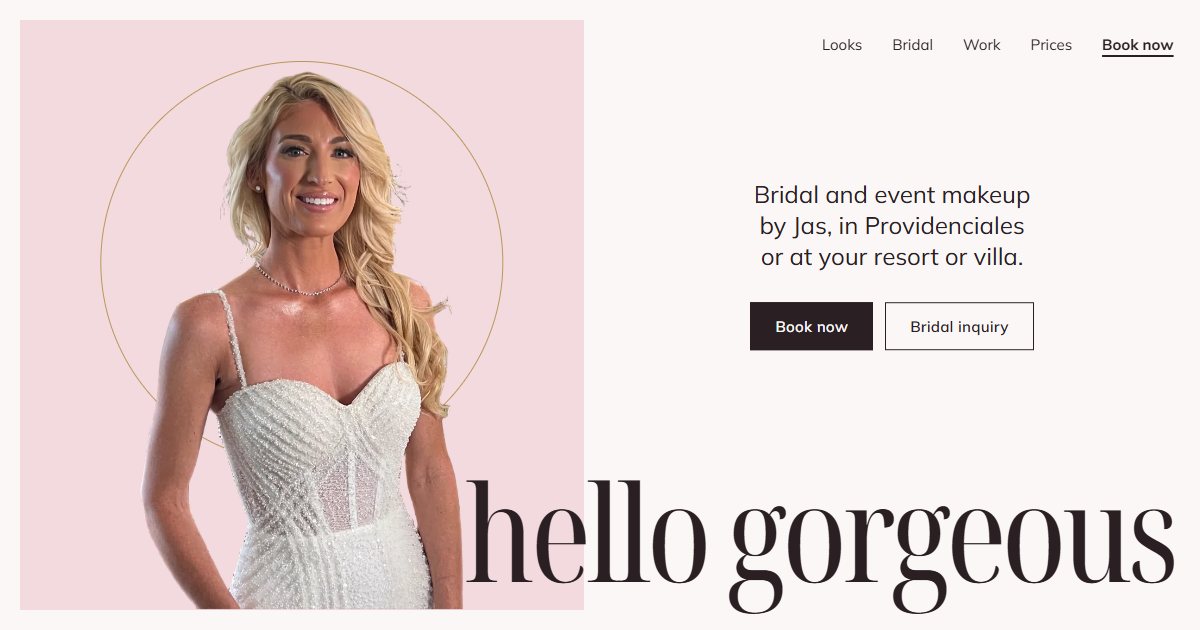 Looks Bridal Work Prices Book now
Bridal and event makeup
by Jas, in Providenciales
or at your resort or villa.
Book now Bridal inquiry
hello gorgeous